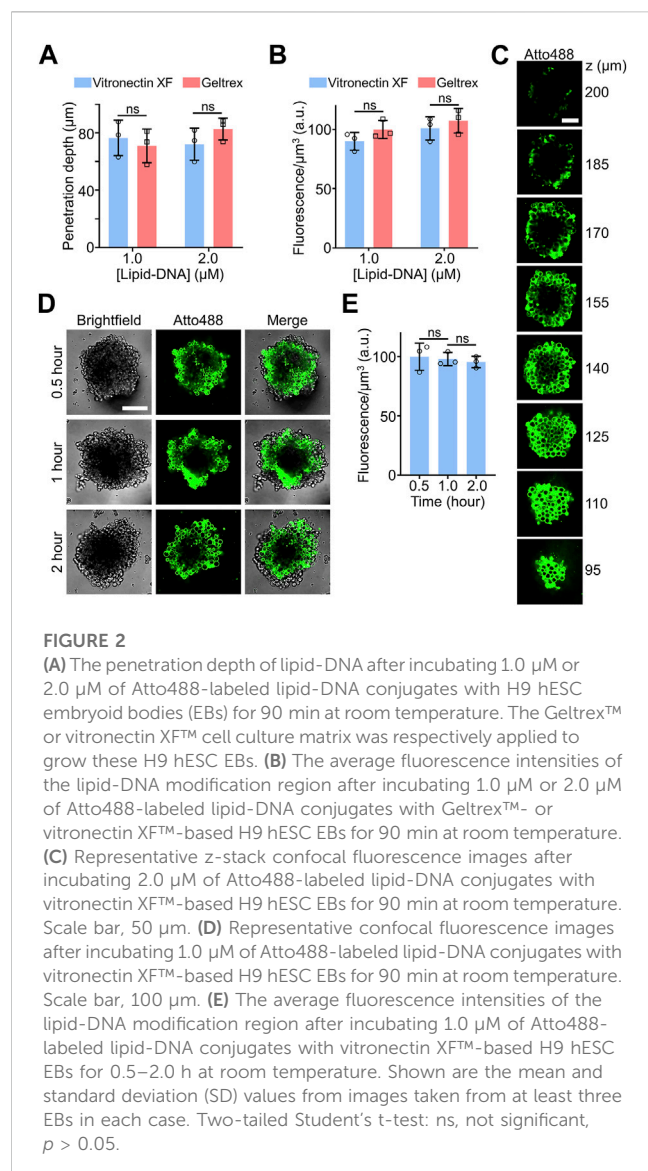 A
Vitronectin XF Geltrex
ns
ns
Penetration depth (µm)
80
40
0
1.0 2.0
[Lipid-DNA] (µM)
B
Vitronectin XF Geltrex
ns
ns
Fluorescence/µm³ (a.u.)
100
50
0
1.0 2.0
[Lipid-DNA] (µM)
C
Atto488
z (µm)
200
185
170
155
140
125
110
95
D
Brightfield Atto488 Merge
0.5 hour
1 hour
2 hour
E
ns
ns
Fluorescence/µm³ (a.u.)
100
50
0
0.5 1.0 2.0
Time (hour)
FIGURE 2
(A) The penetration depth of lipid-DNA after incubating 1.0 µM or
2.0 µM of Atto488-labeled lipid-DNA conjugates with H9 hESC
embryoid bodies (EBs) for 90 min at room temperature. The Geltrex™
or vitronectin XF™ cell culture matrix was respectively applied to
grow these H9 hESC EBs. (B) The average fluorescence intensities of
the lipid-DNA modification region after incubating 1.0 µM or 2.0 µM
of Atto488-labeled lipid-DNA conjugates with Geltrex™- or
vitronectin XF™-based H9 hESC EBs for 90 min at room temperature.
(C) Representative z-stack confocal fluorescence images after
incubating 2.0 µM of Atto488-labeled lipid-DNA conjugates with
vitronectin XF™-based H9 hESC EBs for 90 min at room temperature.
Scale bar, 50 µm. (D) Representative confocal fluorescence images
after incubating 1.0 µM of Atto488-labeled lipid-DNA conjugates with
vitronectin XF™-based H9 hESC EBs for 90 min at room temperature.
Scale bar, 100 µm. (E) The average fluorescence intensities of the
lipid-DNA modification region after incubating 1.0 µM of Atto488-
labeled lipid-DNA conjugates with vitronectin XF™-based H9 hESC
EBs for 0.5–2.0 h at room temperature. Shown are the mean and
standard deviation (SD) values from images taken from at least three
EBs in each case. Two-tailed Student's t-test: ns, not significant,
p > 0.05.